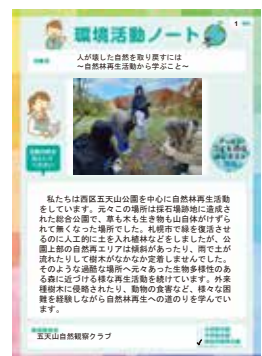 1
環境活動ノート
人が壊した自然を取り戻すには
～自然林再生活動から学ぶこと～
私たちは西区五天山公園を中心に自然林再生活動
をしています。元々この場所は採石場跡地に造成さ
れた総合公園で、草も木も生き物も山自体がけずら
れて無くなった場所でした。札幌市で緑を復活させ
るのに人工的に土を入れ植林などをしましたが、公
園上部の自然再エリアは傾斜があったり、雨で土が
流れたりして樹木がなかなか定着しませんでした。
そのような過酷な場所へ元々あった生物多様性のあ
る森に近づける様な再生活動を続けています。外来
種樹木に侵略されたり、動物の食害など、様々な困
難を経験しながら自然林再生への道のりを学んでい
ます。
五天山自然観察クラブ